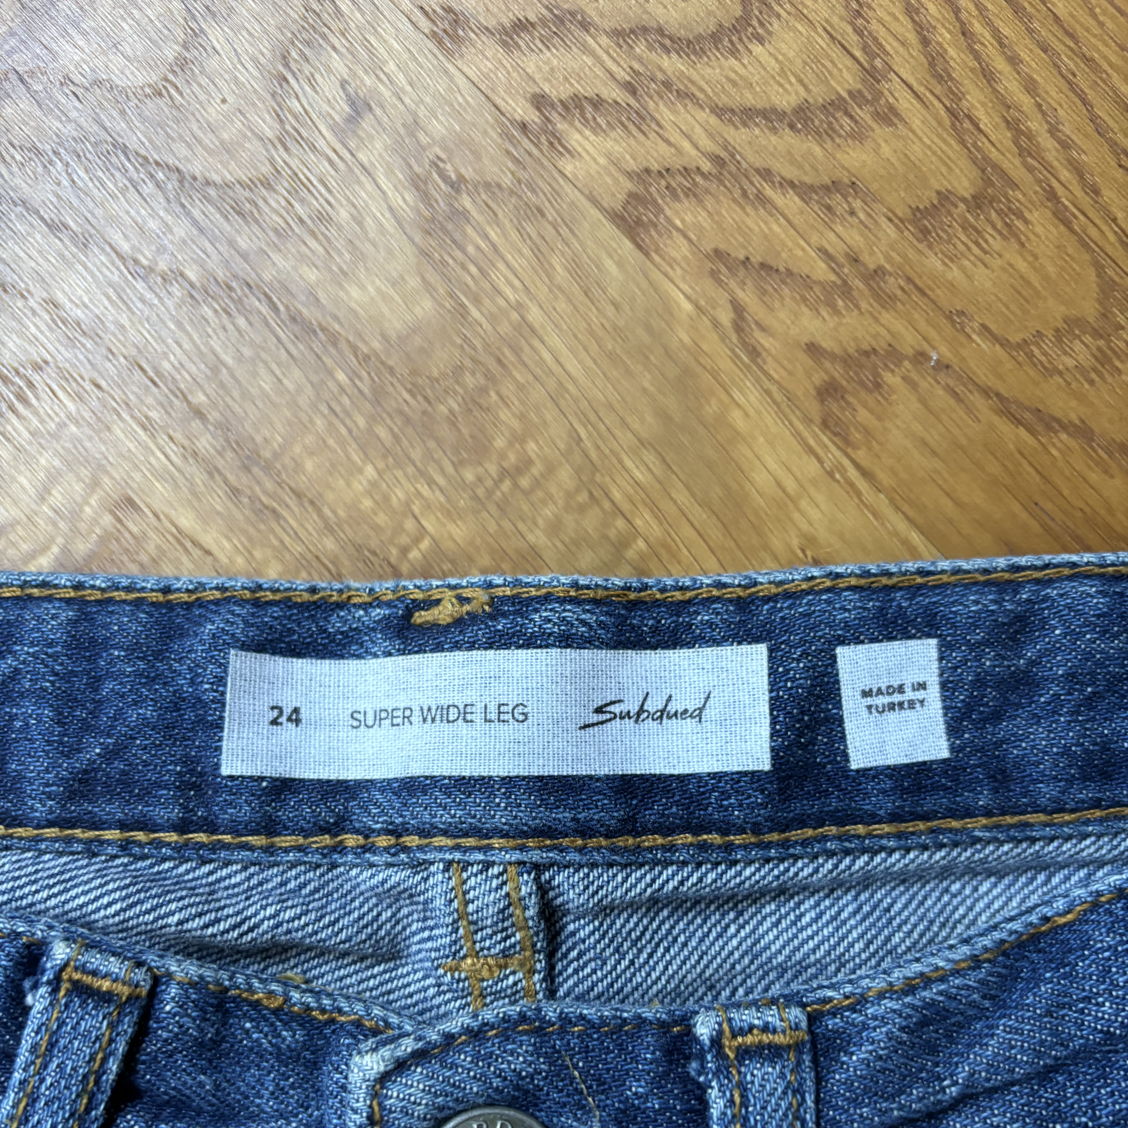 24 SUPER WIDE LEG Subdued
MADE IN
TURKEY